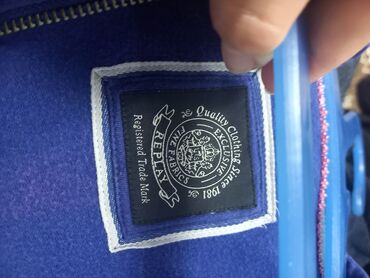 Quality Clothing Since 1981
EXCLUSIVE
FINE FABRICS
REPLAY
Registered Trade Mark